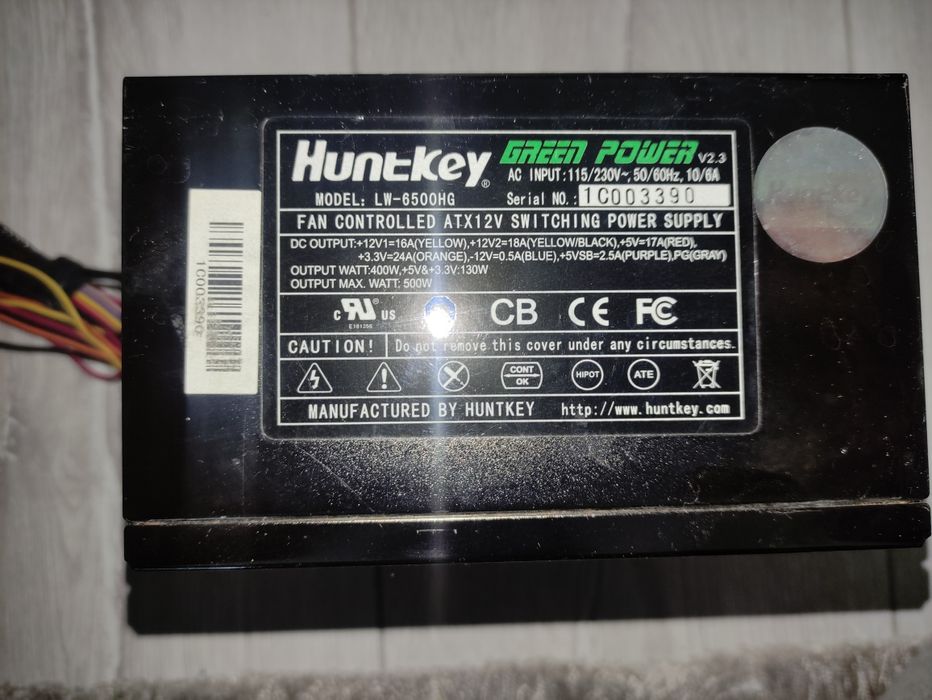 Huntkey® GREEN POWER V2.3
AC INPUT:115/230V~, 50/60Hz, 10/6A
MODEL: LW-6500HG Serial NO.: 1C003390
FAN CONTROLLED ATX12V SWITCHING POWER SUPPLY
DC OUTPUT:+12V1=16A(YELLOW),+12V2=18A(YELLOW/BLACK),+5V=17A(RED),
+3.3V=24A(ORANGE),-12V=0.5A(BLUE),+5VSB=2.5A(PURPLE),PG(GRAY)
OUTPUT WATT:400W,+5V&+3.3V:130W
OUTPUT MAX. WATT: 500W
c RU® US CB CE FC
CAUTION! Do not remove this cover under any circumstances.
CONT OK HIPOT ATE
MANUFACTURED BY HUNTKEY http://www.huntkey.com
1C003390
Huntkey